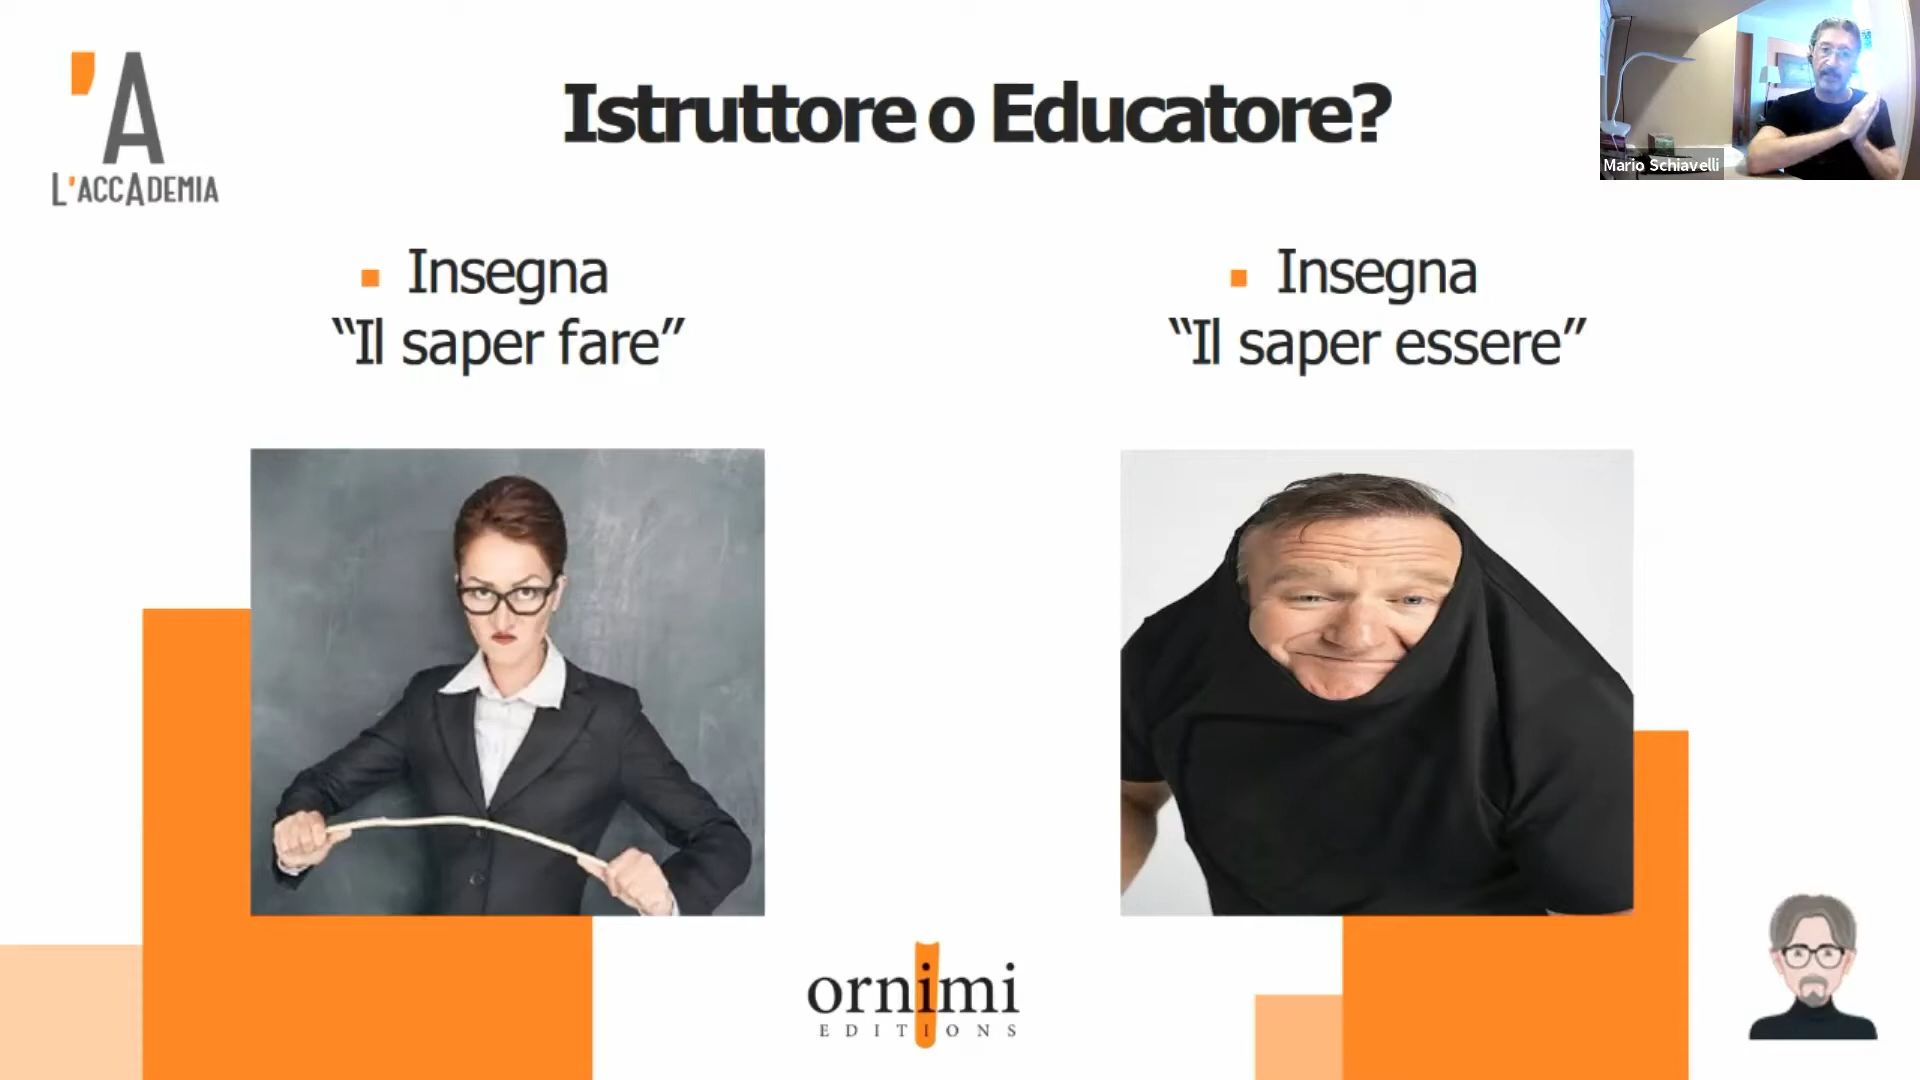 'A
L'ACCADEMIA
Istruttore o Educatore?
Mario Schiavelli
Insegna
“Il saper fare”
Insegna
“Il saper essere”
ornimi
EDITIONS